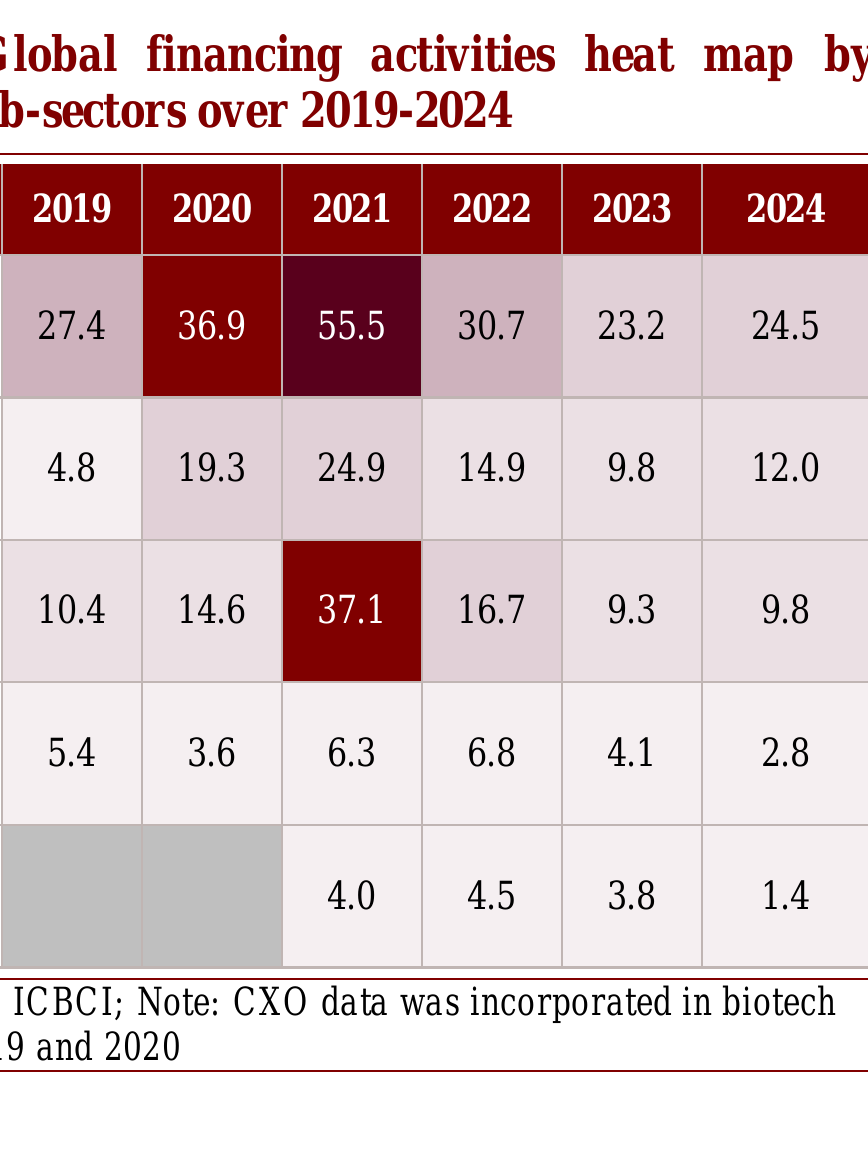 Global financing activities heat map by
b-sectors over 2019-2024
2019 2020 2021 2022 2023 2024
27.4 36.9 55.5 30.7 23.2 24.5
4.8 19.3 24.9 14.9 9.8 12.0
10.4 14.6 37.1 16.7 9.3 9.8
5.4 3.6 6.3 6.8 4.1 2.8
4.0 4.5 3.8 1.4
ICBCI; Note: CXO data was incorporated in biotech
19 and 2020